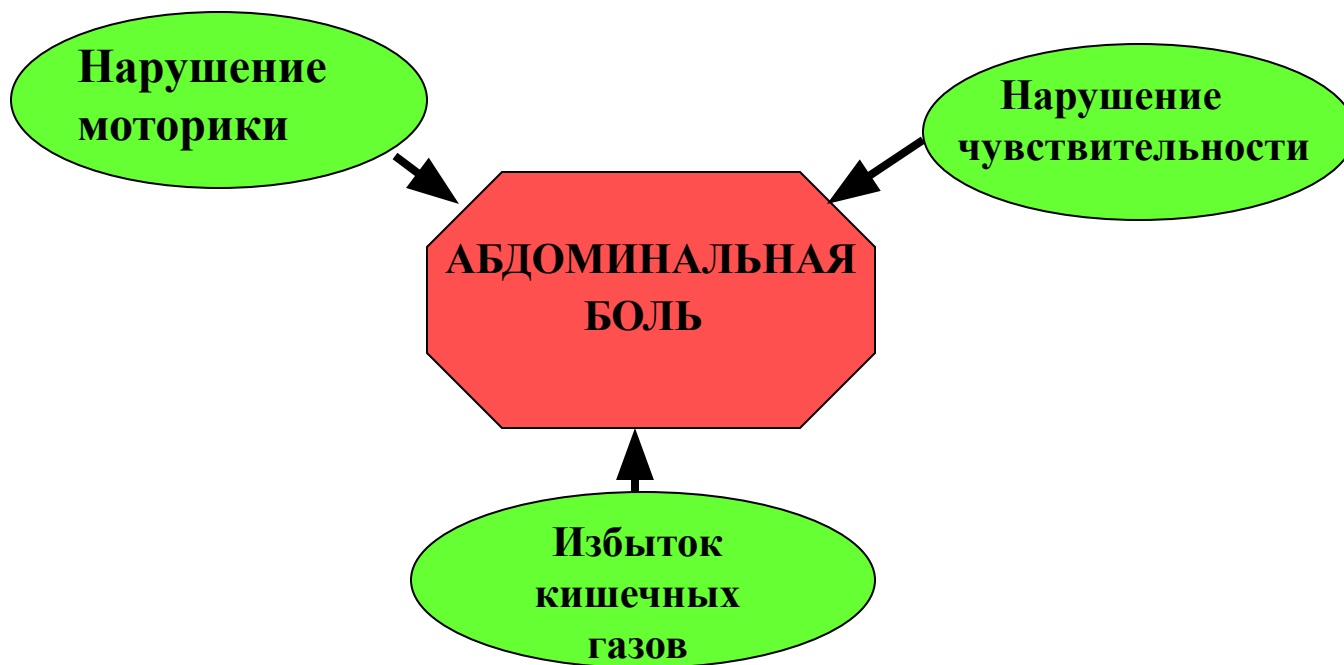 Нарушение
моторики
Нарушение
чувствительности
АБДОМИНАЛЬНАЯ
БОЛЬ
Избыток
кишечных
газов